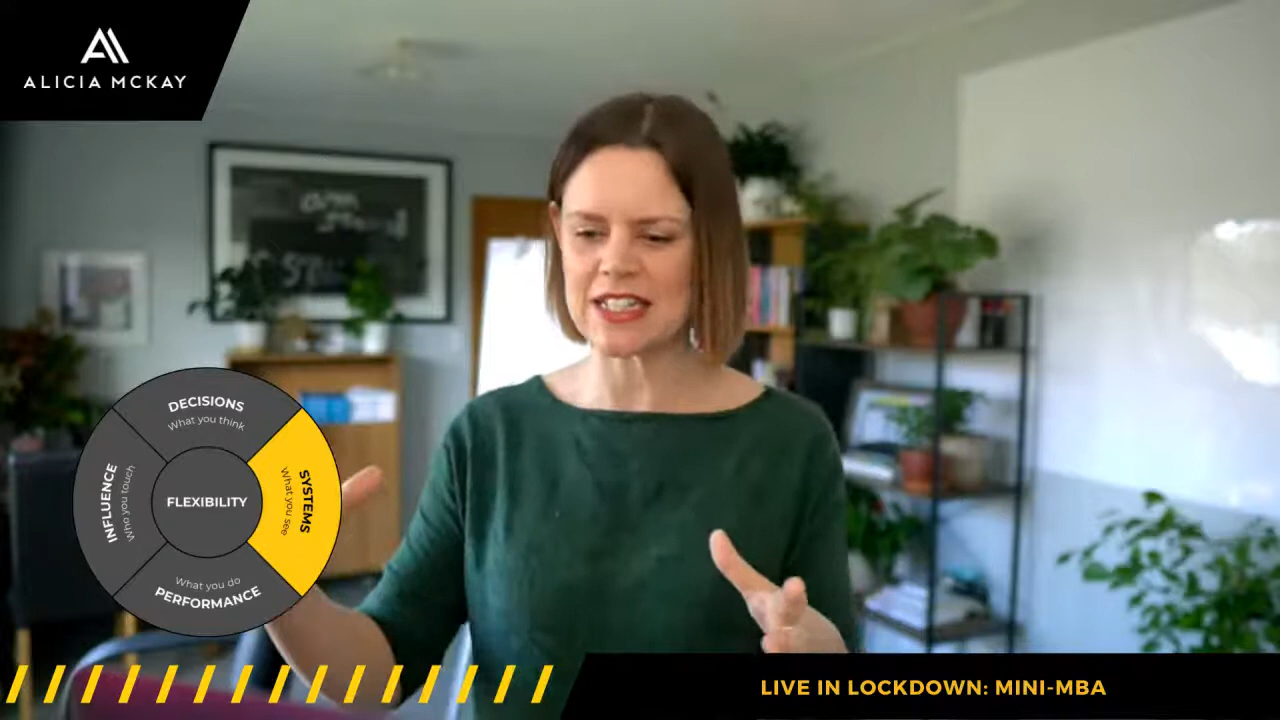 ALICIA MCKAY
DECISIONS
What you think
SYSTEMS
What you see
INFLUENCE
Who you touch
FLEXIBILITY
What you do
PERFORMANCE
LIVE IN LOCKDOWN: MINI-MBA